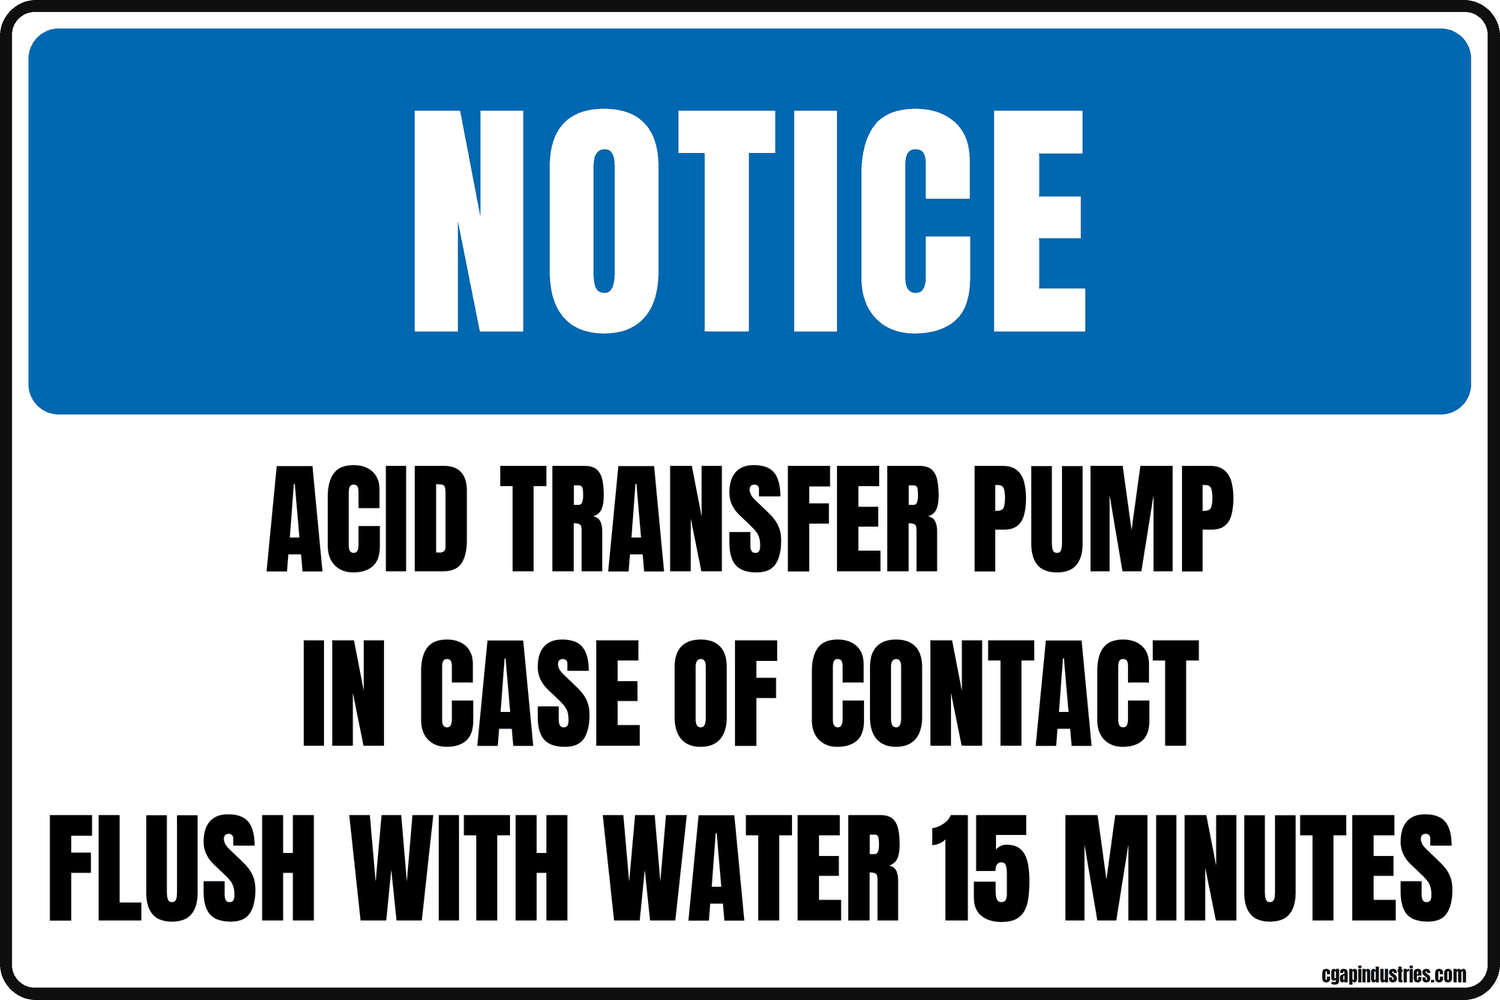 NOTICE
ACID TRANSFER PUMP
IN CASE OF CONTACT
FLUSH WITH WATER 15 MINUTES
cgapindustries.com